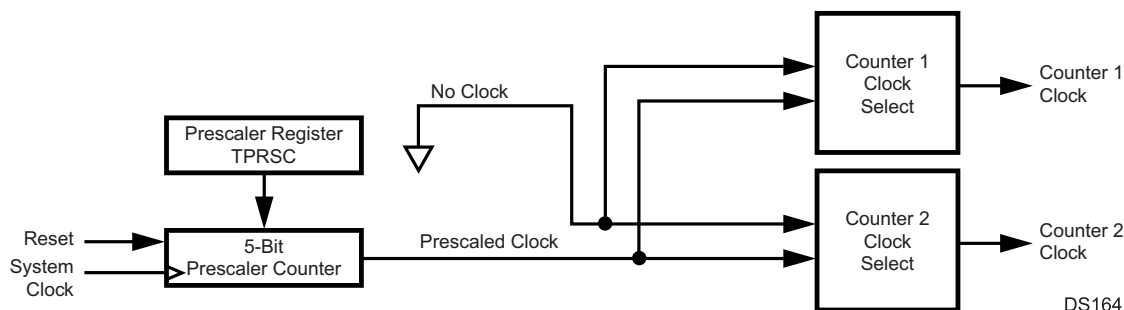 Counter 1
Clock
Select
Counter 1
Clock
No Clock
Prescaler Register
TPRSC
Counter 2
Clock
Select
Counter 2
Clock
Reset
5-Bit
Prescaler Counter
Prescaled Clock
System
Clock
DS164